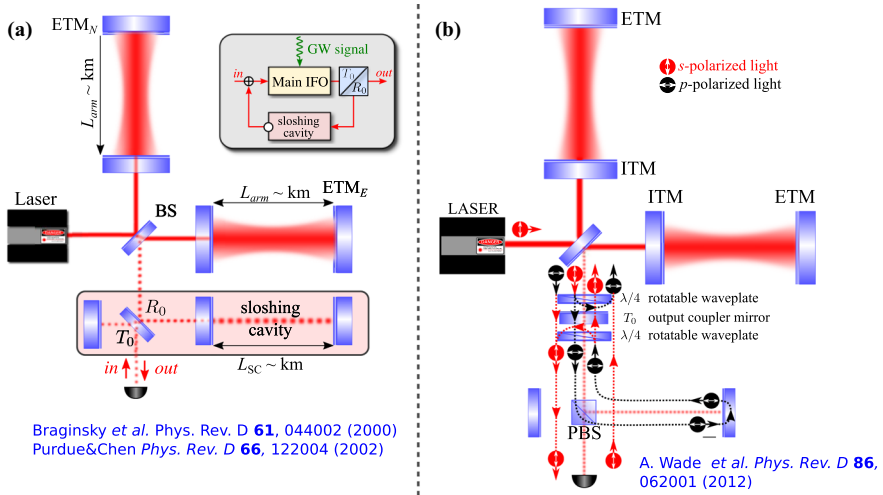 (a)
ETM_N
L_arm ~ km
GW signal
in
Main IFO
T_0
R_0
out
sloshing
cavity
Laser
DANGER
BS
L_arm ~ km
ETM_E
R_0
T_0
sloshing
cavity
L_SC ~ km
in
out
Braginsky et al. Phys. Rev. D 61, 044002 (2000)
Purdue&Chen Phys. Rev. D 66, 122004 (2002)
(b)
ETM
s-polarized light
p-polarized light
ITM
ITM
ETM
LASER
DANGER
λ/4 rotatable waveplate
T_0 output coupler mirror
λ/4 rotatable waveplate
PBS
A. Wade et al. Phys. Rev. D 86,
062001 (2012)